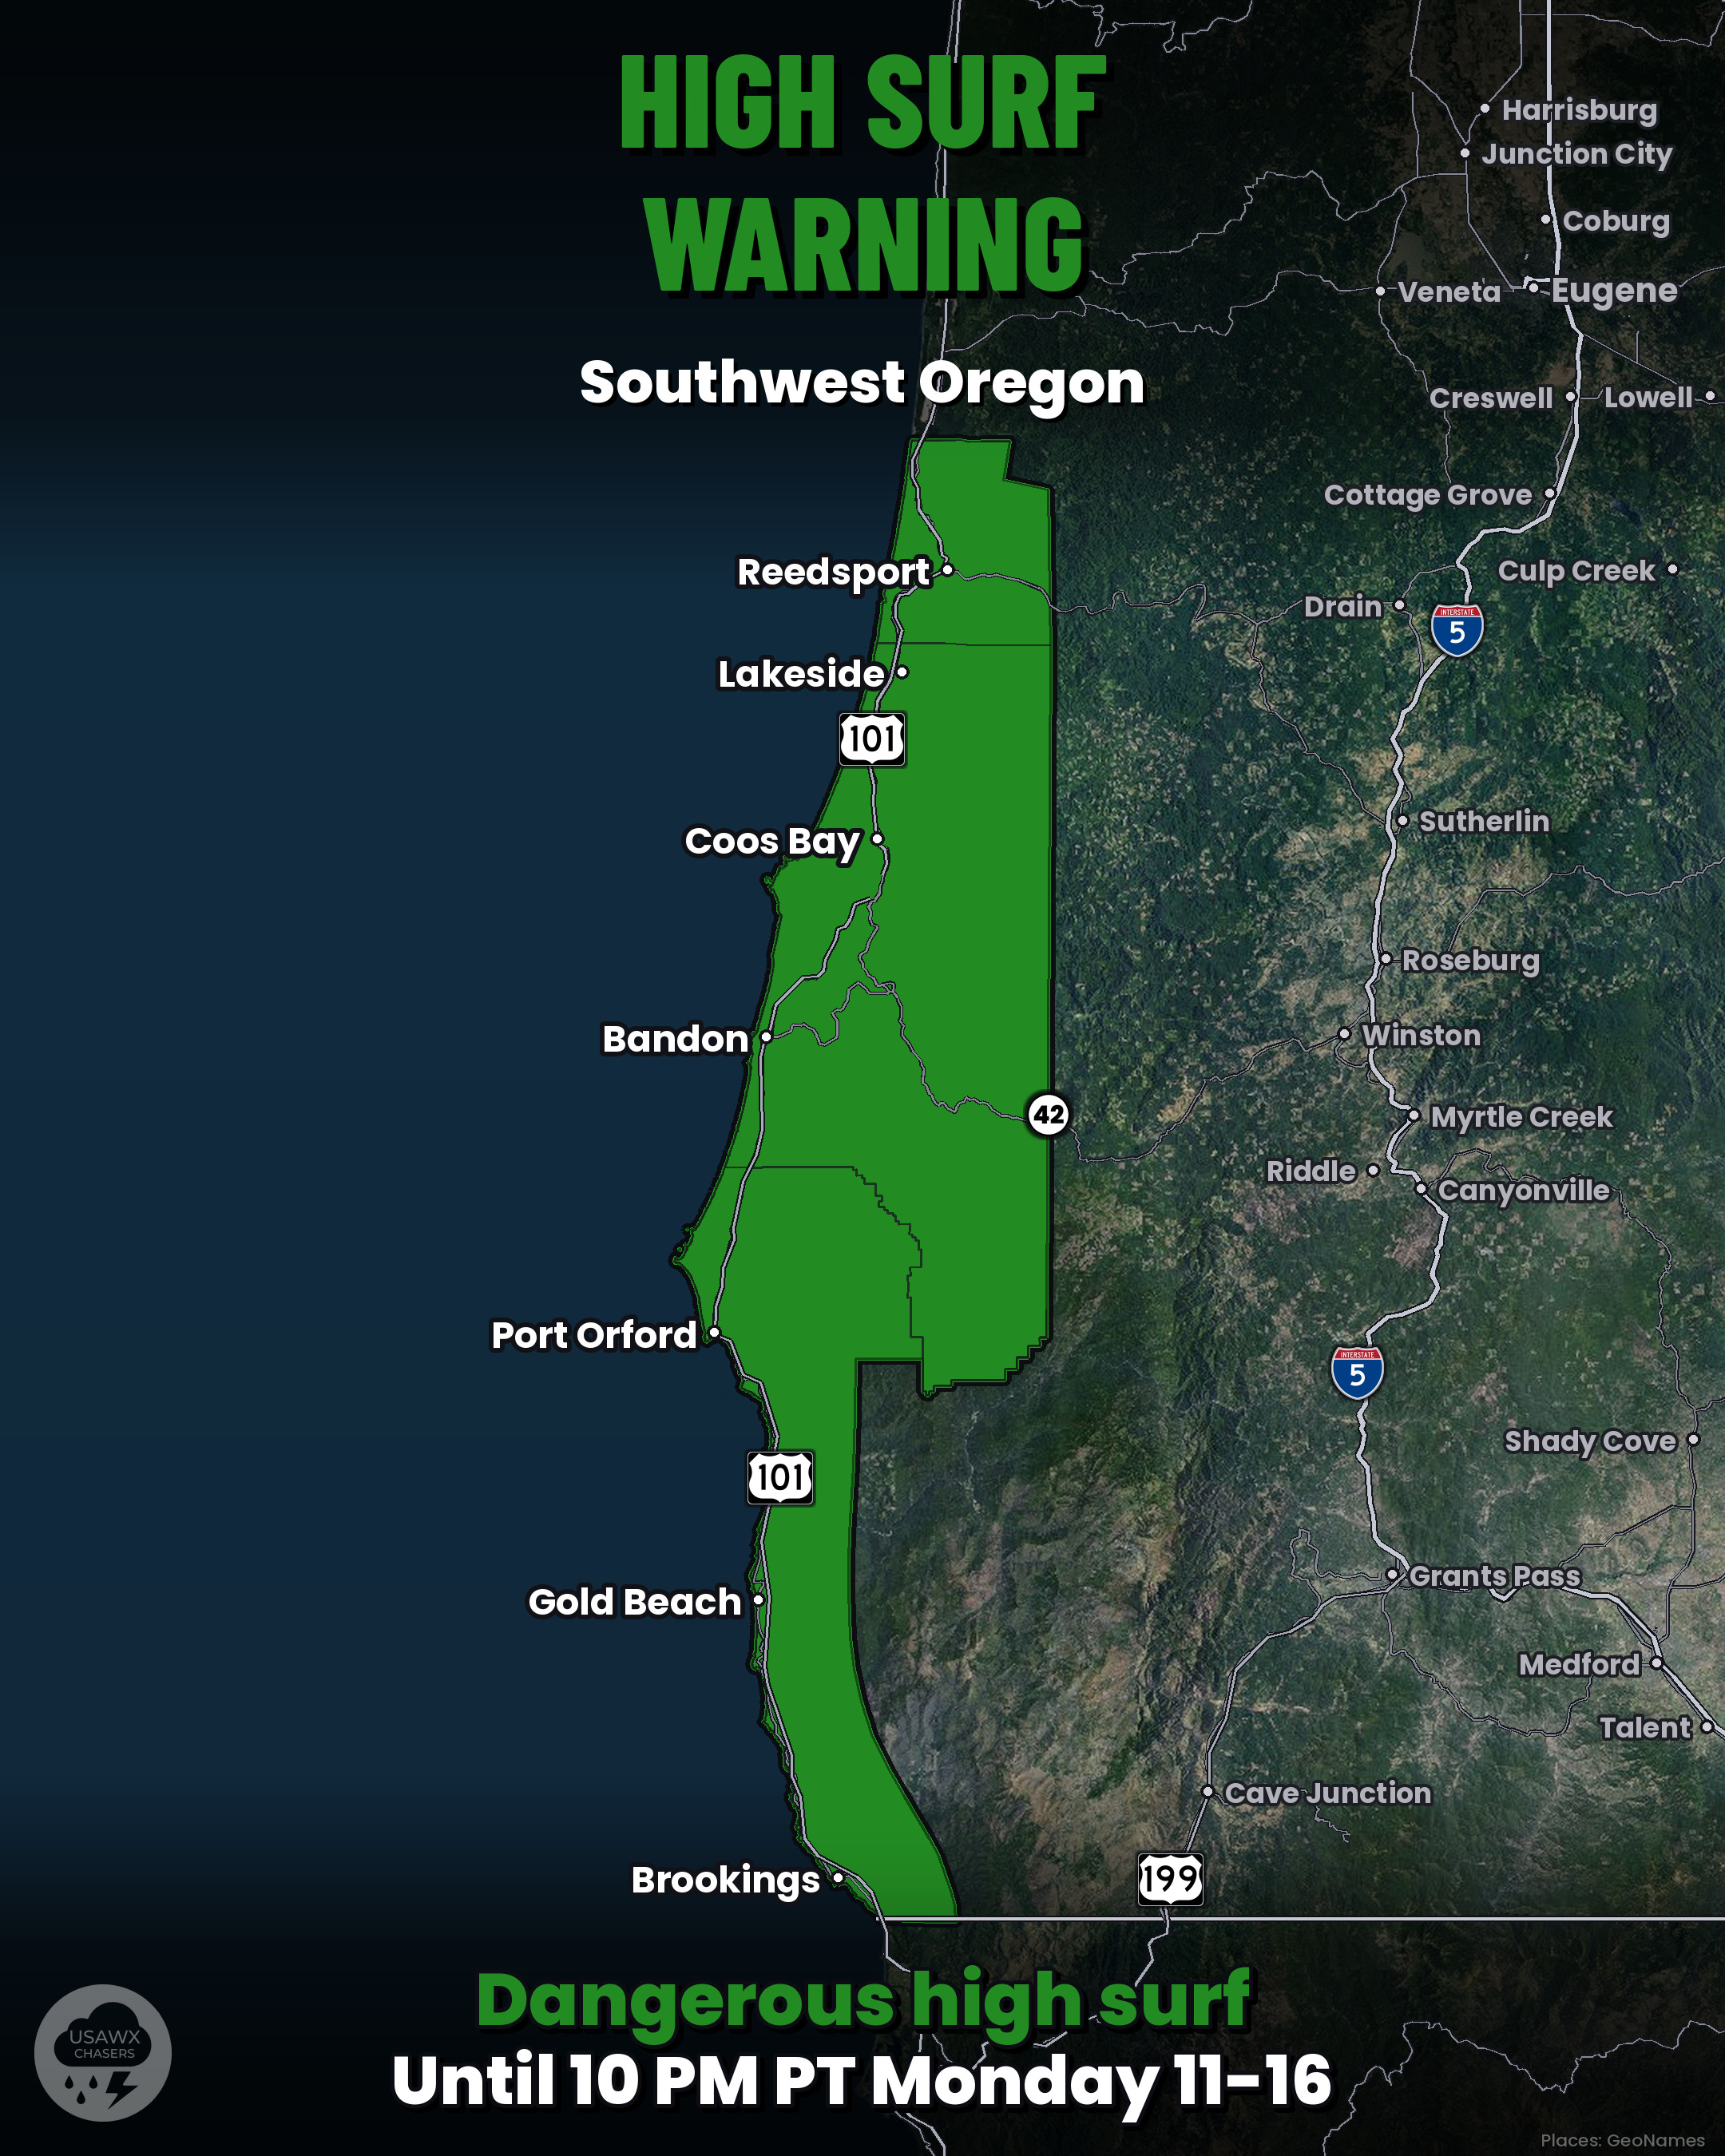 HIGH SURF
WARNING
Southwest Oregon
Harrisburg
Junction City
Coburg
Veneta
Eugene
Creswell
Lowell
Cottage Grove
Reedsport
Culp Creek
Drain
INTERSTATE
5
Lakeside
101
Coos Bay
Sutherlin
Roseburg
Bandon
Winston
42
Myrtle Creek
Riddle
Canyonville
Port Orford
INTERSTATE
5
Shady Cove
101
Gold Beach
Grants Pass
Medford
Talent
Cave Junction
Brookings
199
Dangerous high surf
Until 10 PM PT Monday 11-16
USAWX
CHASERS
Places: GeoNames